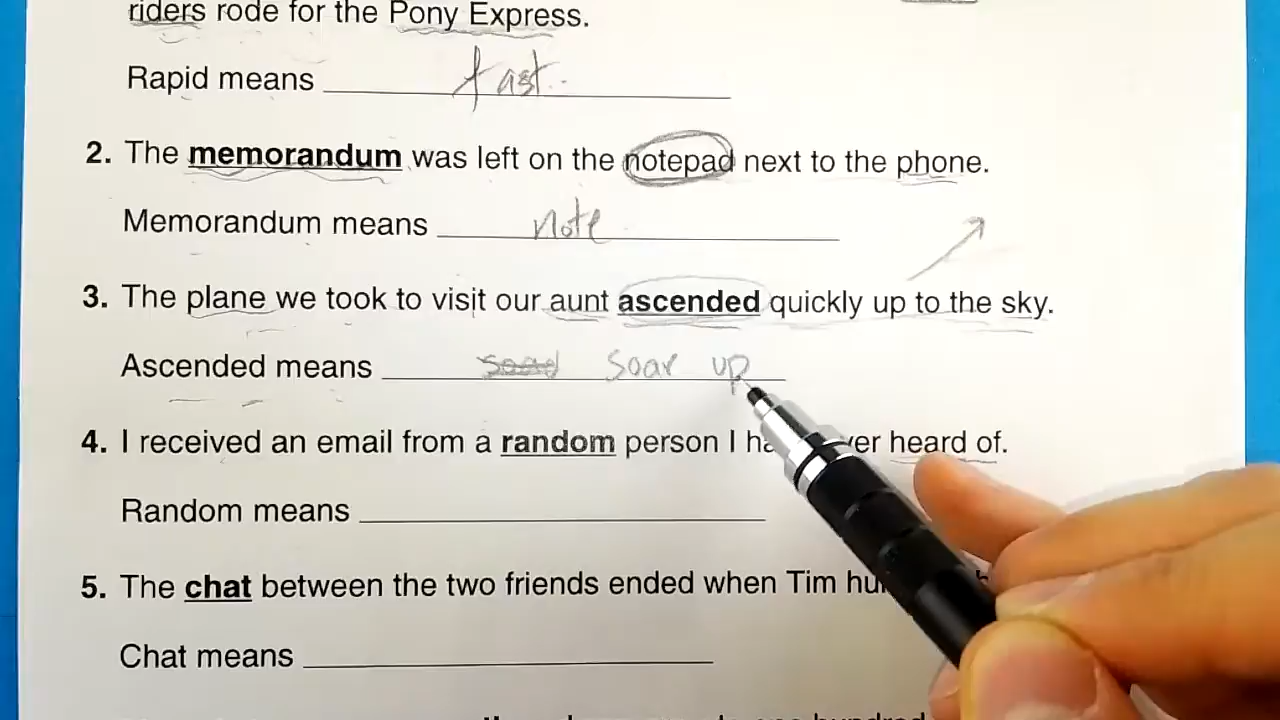 riders rode for the Pony Express.
Rapid means fast.
2. The memorandum was left on the notepad next to the phone.
Memorandum means note
3. The plane we took to visit our aunt ascended quickly up to the sky.
Ascended means soar up
4. I received an email from a random person I ha ver heard of.
Random means
5. The chat between the two friends ended when Tim hu
Chat means